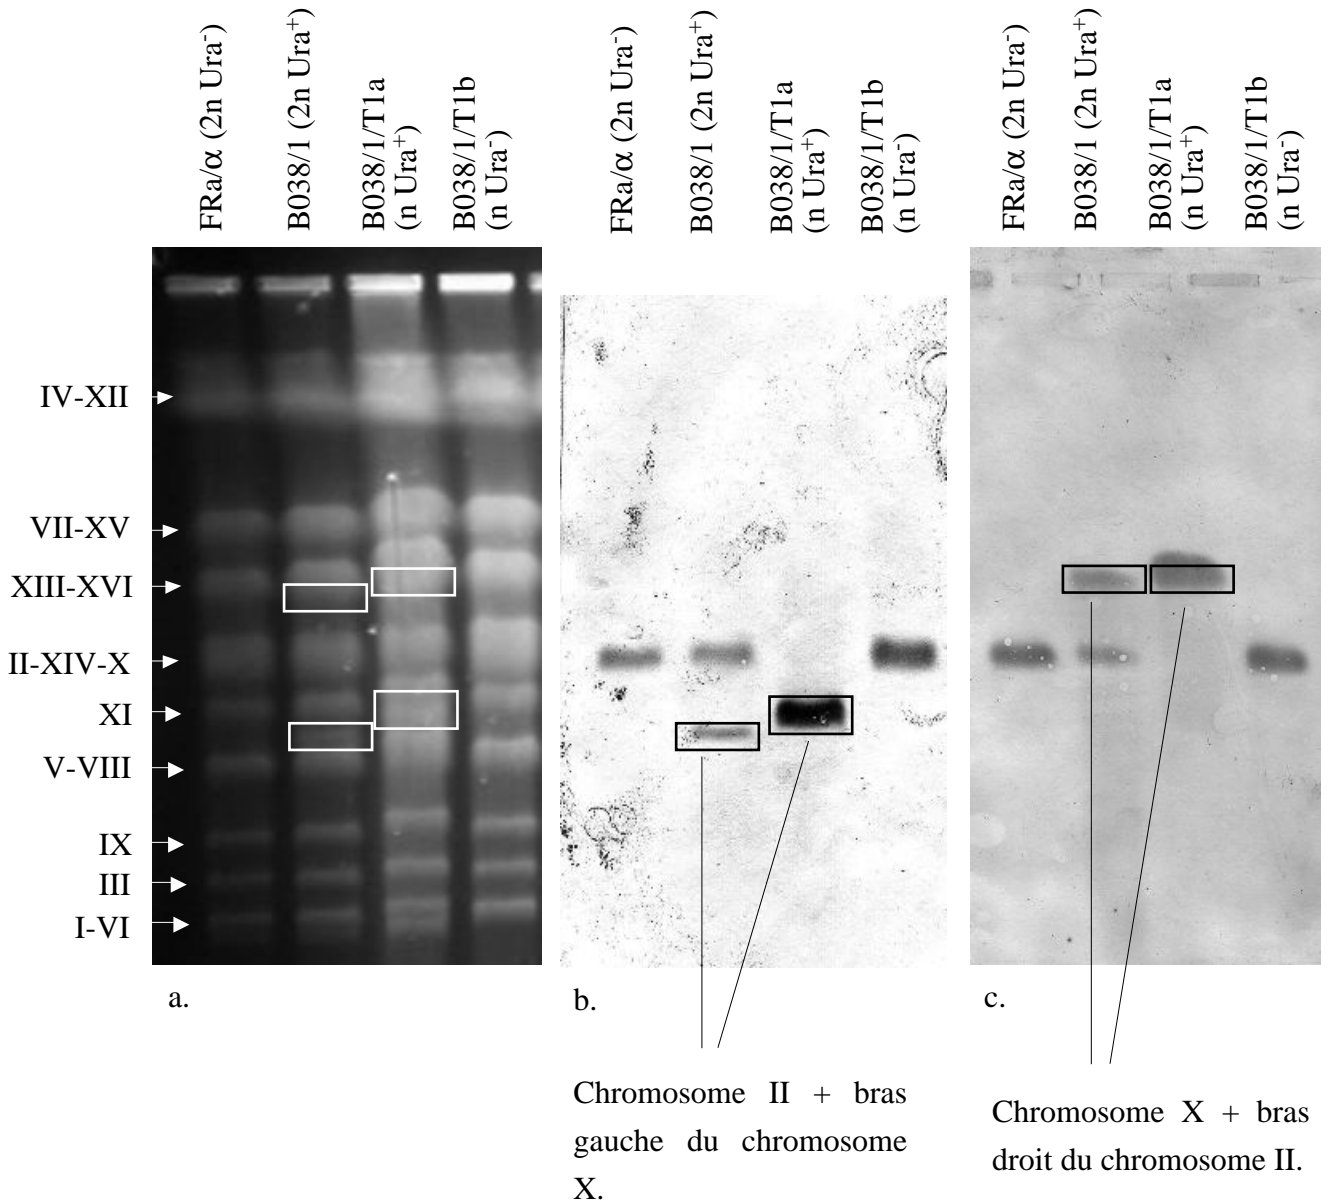 FRa/α (2n Ura-)
B038/1 (2n Ura+)
B038/1/T1a
(n Ura+)
B038/1/T1b
(n Ura-)
FRa/α (2n Ura-)
B038/1 (2n Ura+)
B038/1/T1a
(n Ura+)
B038/1/T1b
(n Ura-)
FRa/α (2n Ura-)
B038/1 (2n Ura+)
B038/1/T1a
(n Ura+)
B038/1/T1b
(n Ura-)
IV-XII
VII-XV
XIII-XVI
II-XIV-X
XI
V-VIII
IX
III
I-VI
a.
b.
c.
Chromosome II + bras
gauche du chromosome
X.
Chromosome X + bras
droit du chromosome II.